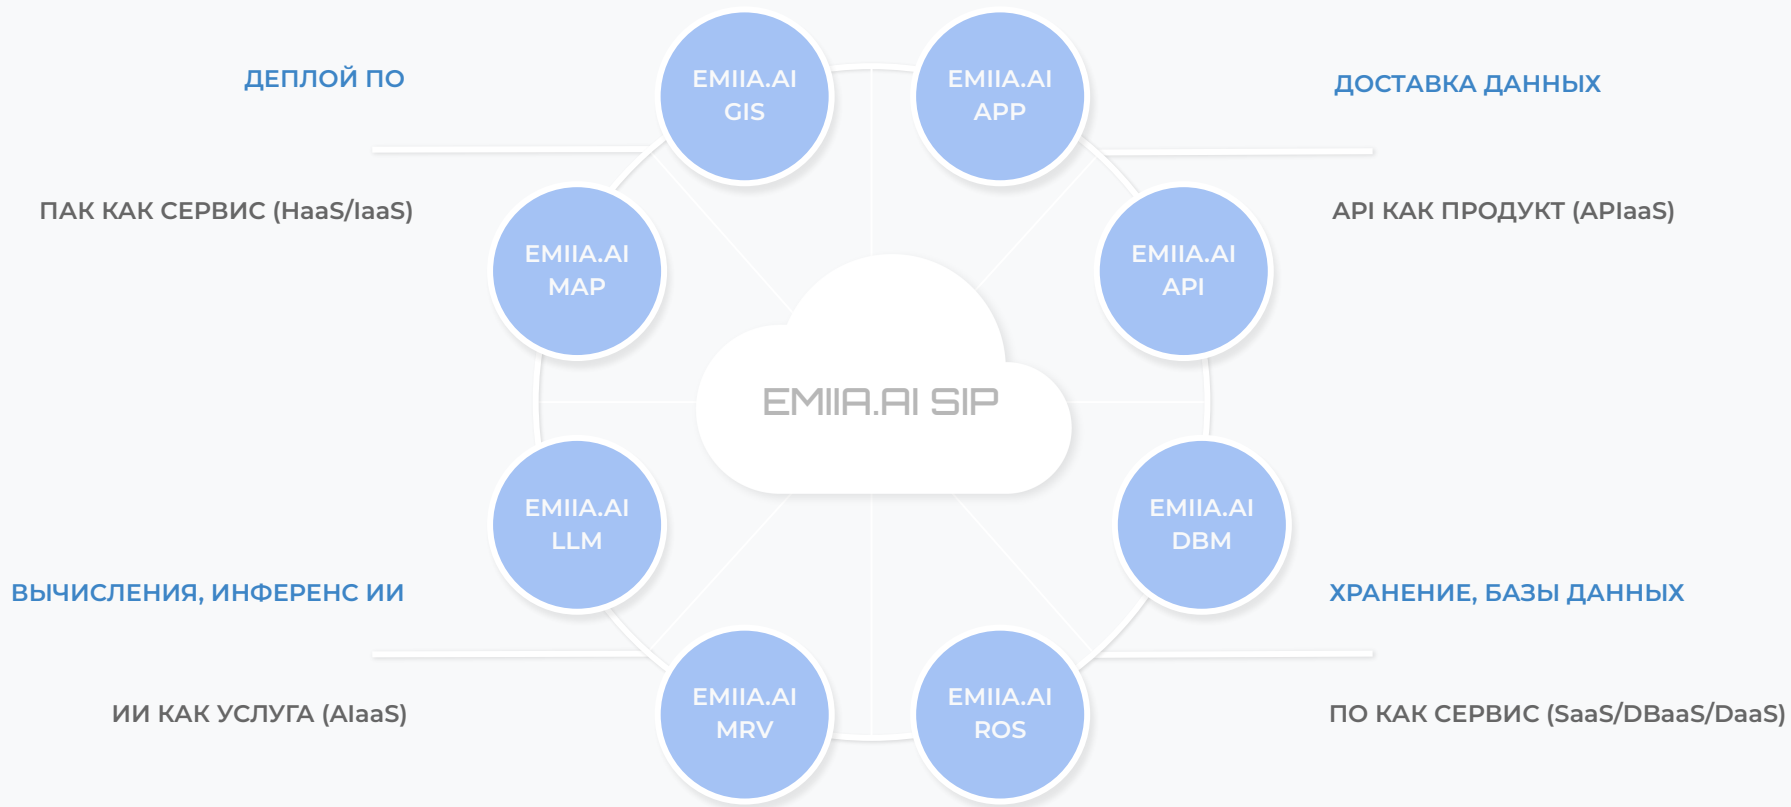 ДЕПЛОЙ ПО
ПАК КАК СЕРВИС (HaaS/IaaS)
EMIIA.AI
GIS
EMIIA.AI
APP
ДОСТАВКА ДАННЫХ
API КАК ПРОДУКТ (APIaaS)
EMIIA.AI
MAP
EMIIA.AI
API
EMIIA.AI SIP
EMIIA.AI
LLM
EMIIA.AI
DBM
ВЫЧИСЛЕНИЯ, ИНФЕРЕНС ИИ
ИИ КАК УСЛУГА (AIaaS)
EMIIA.AI
MRV
EMIIA.AI
ROS
ХРАНЕНИЕ, БАЗЫ ДАННЫХ
ПО КАК СЕРВИС (SaaS/DBaaS/DaaS)